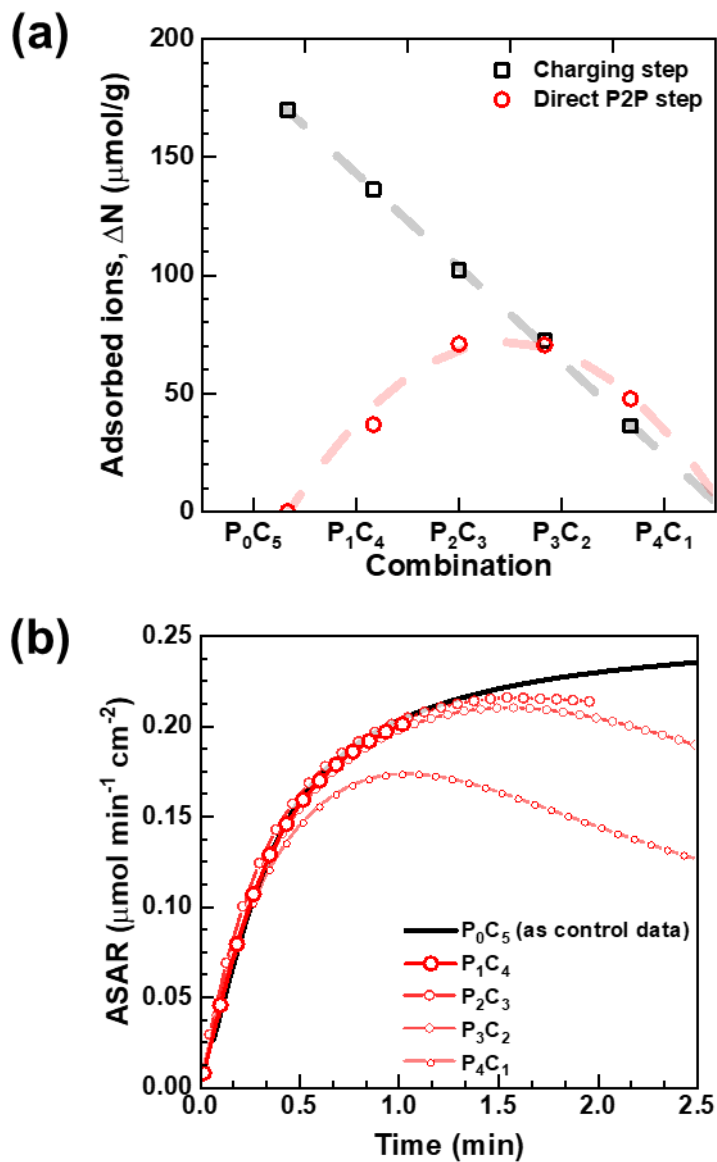 (a)
200
150
100
50
0
Adsorbed ions, ΔN (μmol/g)
Charging step
Direct P2P step
P₀C₅ P₁C₄ P₂C₃ P₃C₂ P₄C₁
Combination
(b)
0.25
0.20
0.15
0.10
0.05
0.00
ASAR (μmol min⁻¹ cm⁻²)
P₀C₅ (as control data)
P₁C₄
P₂C₃
P₃C₂
P₄C₁
0.0 0.5 1.0 1.5 2.0 2.5
Time (min)